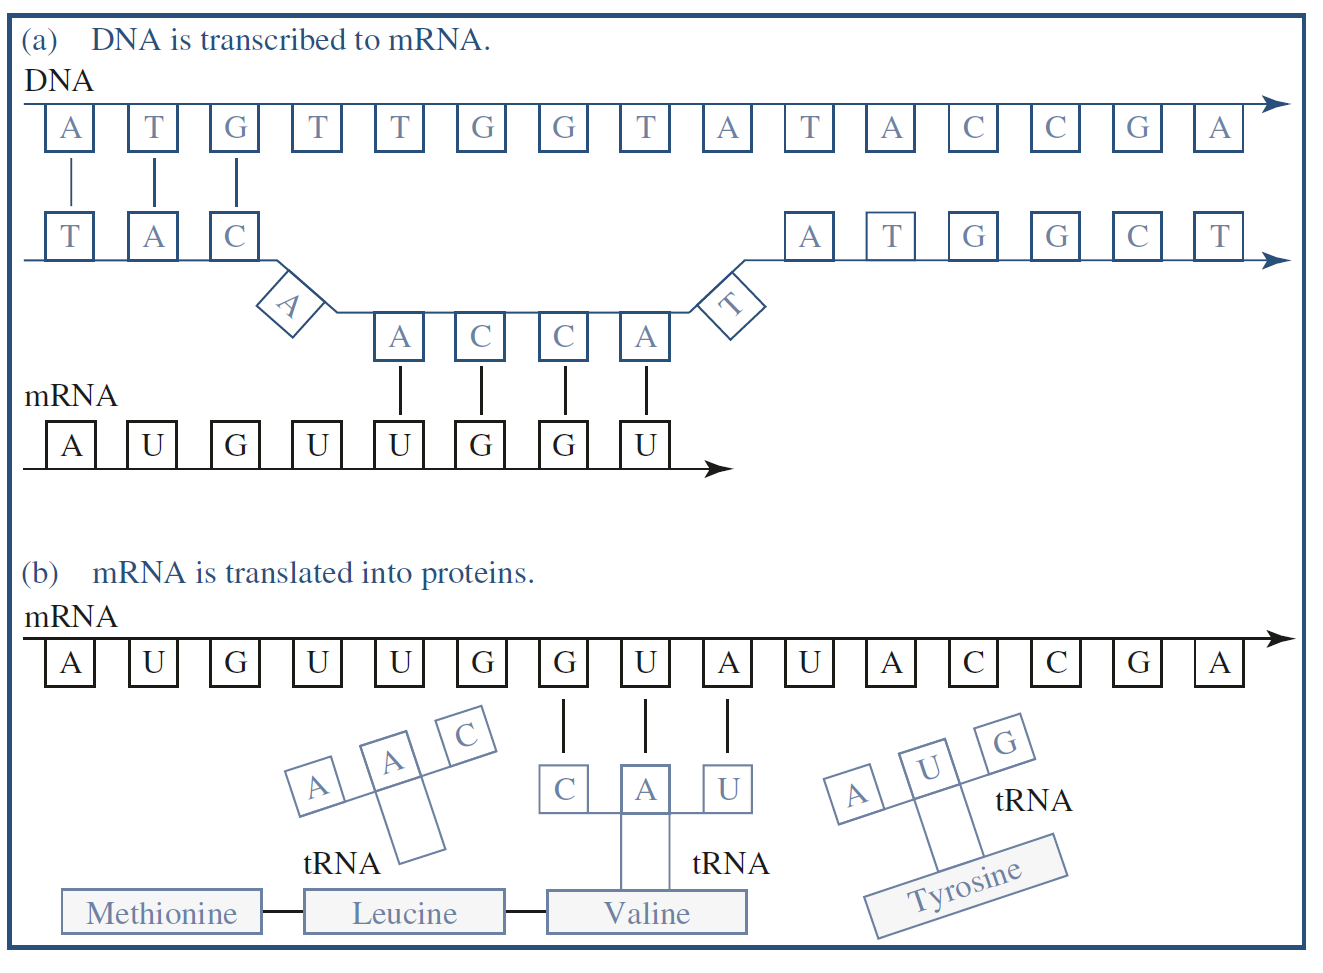 (a) DNA is transcribed to mRNA.
DNA
A T G T T G G T A T A C C G A
T A C A T G G C T
A T
A C C A
mRNA
A U G U U G G U
(b) mRNA is translated into proteins.
mRNA
A U G U U G G U A U A C C G A
A A C
C A U
A U G
tRNA
tRNA
tRNA
Methionine Leucine Valine
Tyrosine